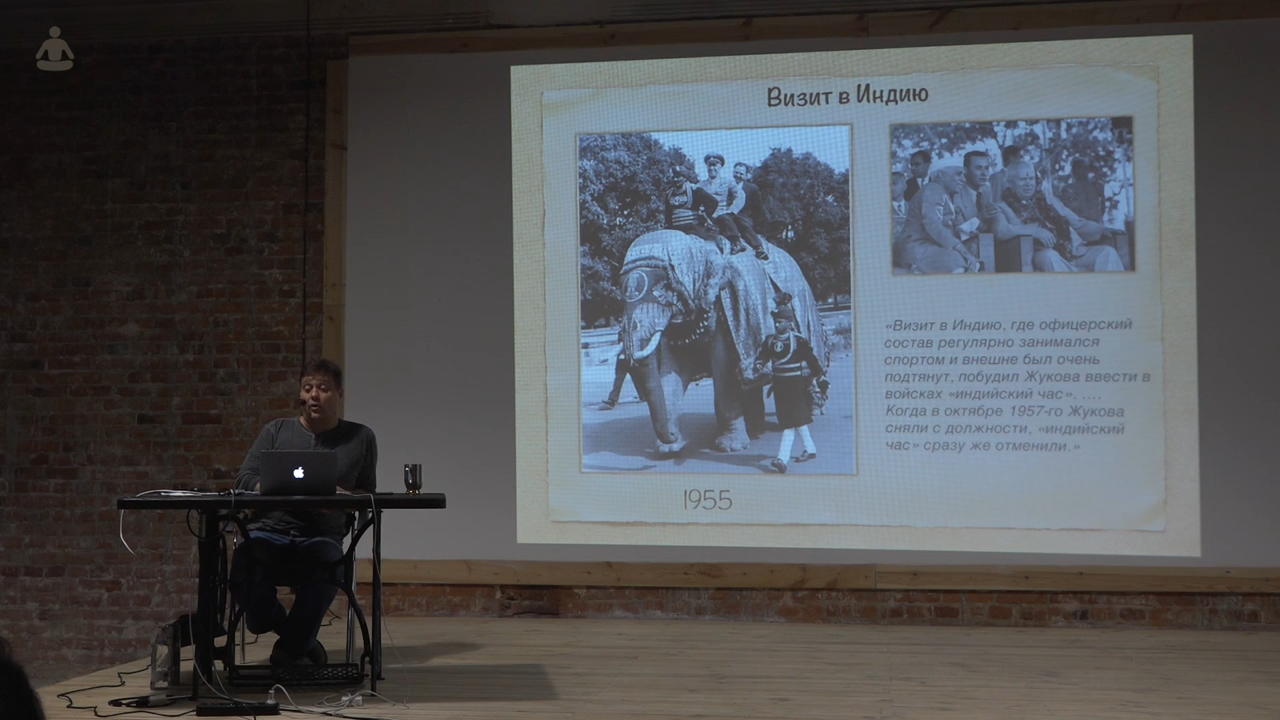 Визит в Индию
«Визит в Индию, где офицерский
состав регулярно занимался
спортом и внешне был очень
подтянут, побудил Жукова ввести в
войсках «индийский час». ....
Когда в октябре 1957-го Жукова
сняли с должности, «индийский
час» сразу же отменили.»
1955